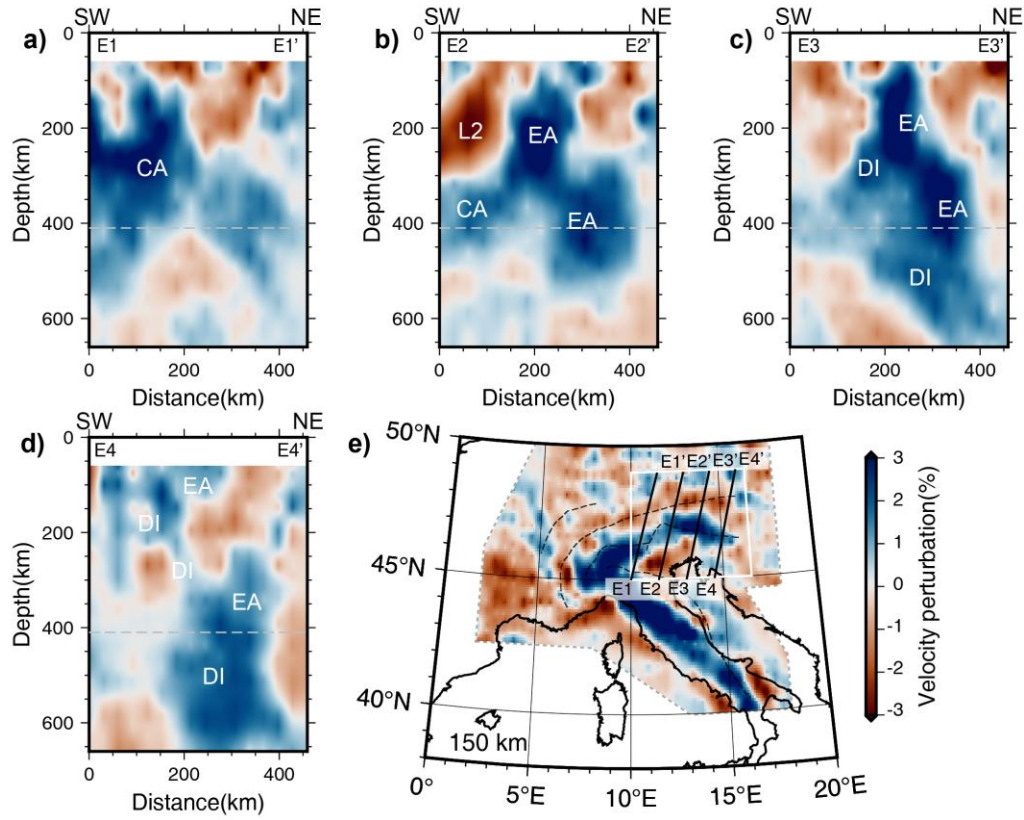 SW NE SW NE SW NE
a) b) c)
E1 E1’ E2 E2’ E3 E3’
0 0 0
200 200 200
400 400 400
600 600 600
Depth(km) Depth(km) Depth(km)
CA
L2 EA
CA EA
EA
DI
EA
DI
0 200 400 0 200 400 0 200 400
Distance(km) Distance(km) Distance(km)
SW NE
d)
E4 E4’
0
200
400
600
Depth(km)
EA
DI
DI
EA
DI
0 200 400
Distance(km)
e)
50°N
45°N
40°N
E1’ E2’ E3’ E4’
E1 E2 E3 E4
150 km
0° 5°E 10°E 15°E 20°E
3
2
1
0
-1
-2
-3
Velocity perturbation(%)